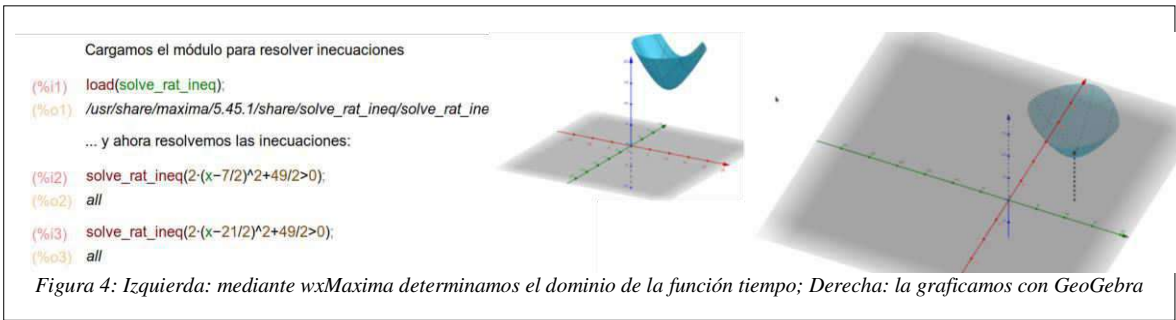 Cargamos el módulo para resolver inecuaciones
(%i1) load(solve_rat_ineq);
(%o1) /usr/share/maxima/5.45.1/share/solve_rat_ineq/solve_rat_ine
... y ahora resolvemos las inecuaciones:
(%i2) solve_rat_ineq(2·(x−7/2)^2+49/2>0);
(%o2) all
(%i3) solve_rat_ineq(2·(x−21/2)^2+49/2>0);
(%o3) all
Figura 4: Izquierda: mediante wxMaxima determinamos el dominio de la función tiempo; Derecha: la graficamos con GeoGebra